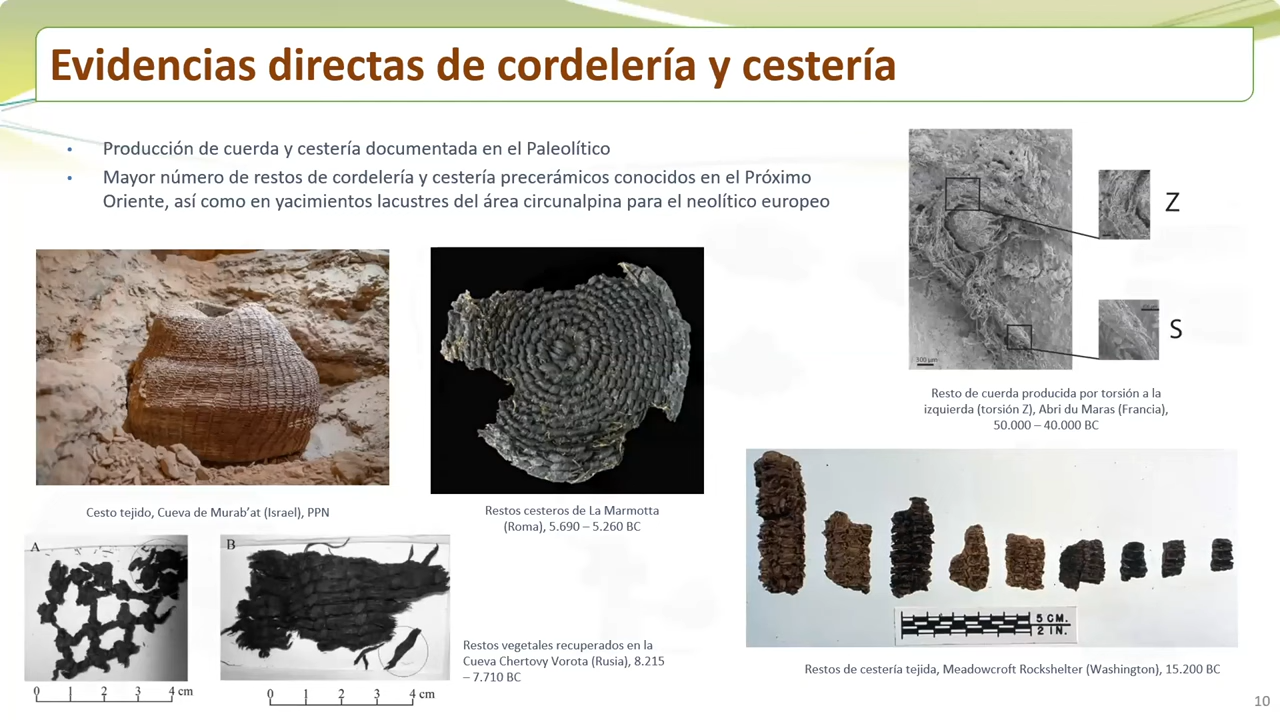 Evidencias directas de cordelería y cestería
• Producción de cuerda y cestería documentada en el Paleolítico
• Mayor número de restos de cordelería y cestería precerámicos conocidos en el Próximo
Oriente, así como en yacimientos lacustres del área circunalpina para el neolítico europeo
Z
S
300 µm
Resto de cuerda producida por torsión a la
izquierda (torsión Z), Abri du Maras (Francia),
50.000 – 40.000 BC
Cesto tejido, Cueva de Murab'at (Israel), PPN
Restos cesteros de La Marmotta
(Roma), 5.690 – 5.260 BC
A
B
0 1 2 3 4 cm
0 1 2 3 4 cm
Restos vegetales recuperados en la
Cueva Chertovy Vorota (Rusia), 8.215
– 7.710 BC
5 CM.
2 IN.
Restos de cestería tejida, Meadowcroft Rockshelter (Washington), 15.200 BC
10